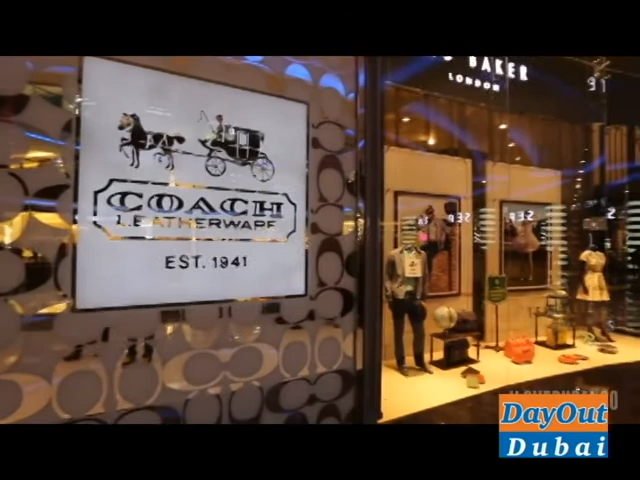 COACH
LEATHERWARE
EST. 1941
BAKER
LONDON
DayOut
Dubai